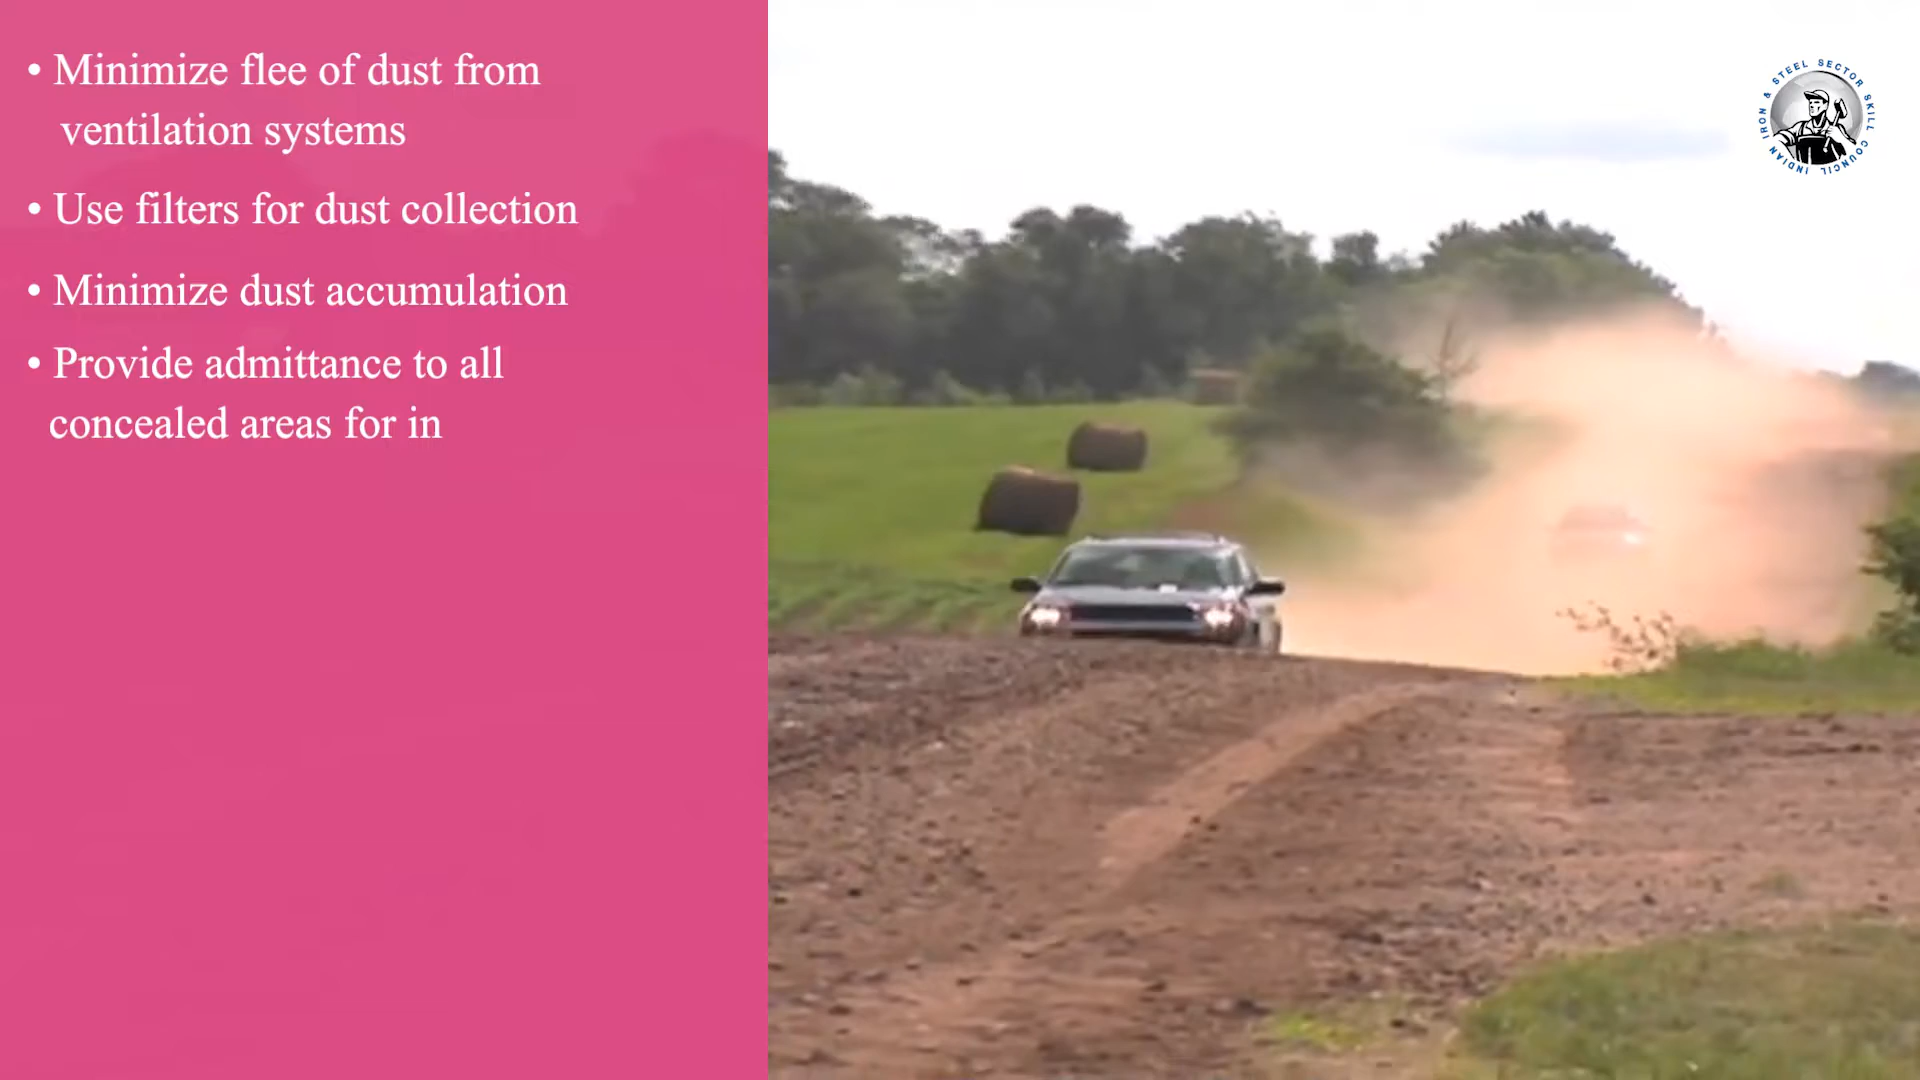 • Minimize flee of dust from
ventilation systems
• Use filters for dust collection
• Minimize dust accumulation
• Provide admittance to all
concealed areas for in
INDIAN IRON & STEEL SECTOR SKILL COUNCIL